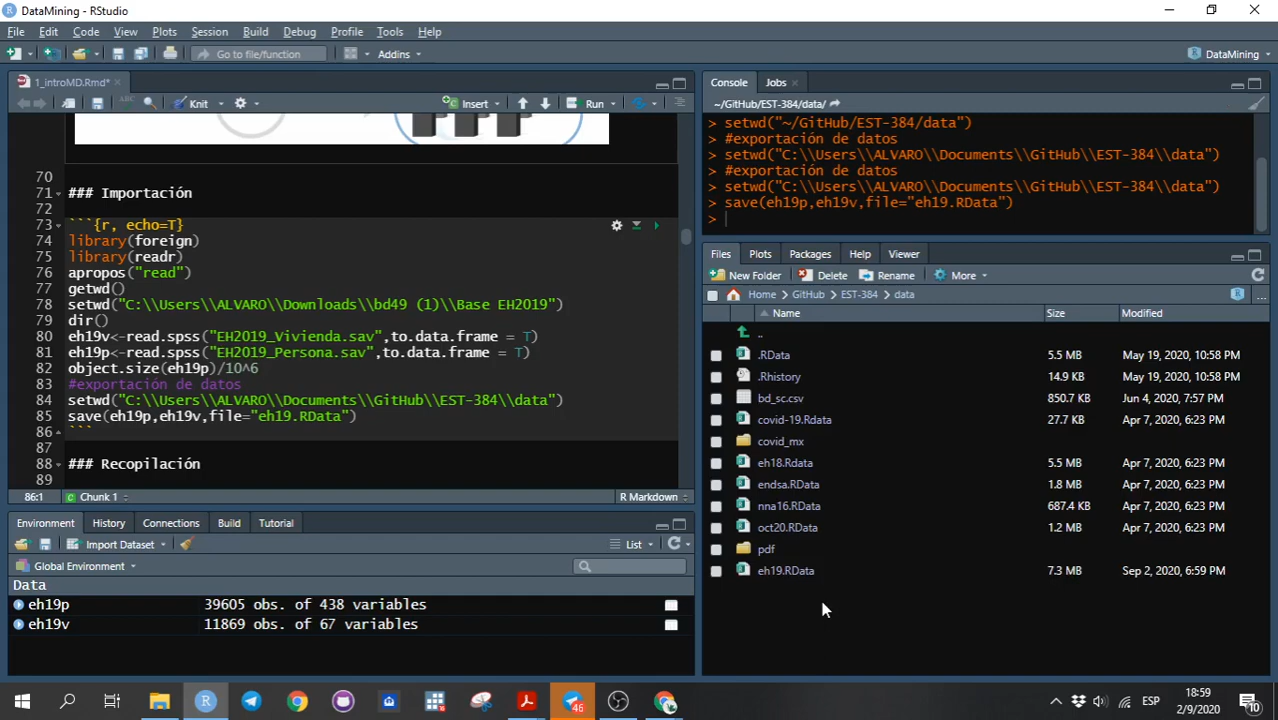 DataMining - RStudio
File Edit Code View Plots Session Build Debug Profile Tools Help
Go to file/function Addins DataMining
1_introMD.Rmd*
ABC Knit Insert Run
70
71 ### Importación
72
73 ```{r, echo=T}
74 library(foreign)
75 library(readr)
76 apropos("read")
77 getwd()
78 setwd("C:\\Users\\ALVARO\\Downloads\\bd49 (1)\\Base EH2019")
79 dir()
80 eh19v<-read.spss("EH2019_Vivienda.sav",to.data.frame = T)
81 eh19p<-read.spss("EH2019_Persona.sav",to.data.frame = T)
82 object.size(eh19p)/10^6
83 #exportación de datos
84 setwd("C:\\Users\\ALVARO\\Documents\\GitHub\\EST-384\\data")
85 save(eh19p,eh19v,file="eh19.RData")
86 ```
87
88 ### Recopilación
89
86:1 Chunk 1 R Markdown
Environment History Connections Build Tutorial
Import Dataset List
Global Environment
Data
eh19p 39605 obs. of 438 variables
eh19v 11869 obs. of 67 variables
Console Jobs
~/GitHub/EST-384/data/
> setwd("~/GitHub/EST-384/data")
> #exportación de datos
> setwd("C:\\Users\\ALVARO\\Documents\\GitHub\\EST-384\\data")
> #exportación de datos
> setwd("C:\\Users\\ALVARO\\Documents\\GitHub\\EST-384\\data")
> save(eh19p,eh19v,file="eh19.RData")
>
Files Plots Packages Help Viewer
New Folder Delete Rename More
Home GitHub EST-384 data ...
Name Size Modified
..
.RData 5.5 MB May 19, 2020, 10:58 PM
.Rhistory 14.9 KB May 19, 2020, 10:58 PM
bd_sc.csv 850.7 KB Jun 4, 2020, 7:57 PM
covid-19.Rdata 27.7 KB Apr 7, 2020, 6:23 PM
covid_mx
eh18.Rdata 5.5 MB Apr 7, 2020, 6:23 PM
endsa.RData 1.8 MB Apr 7, 2020, 6:23 PM
nna16.RData 687.4 KB Apr 7, 2020, 6:23 PM
oct20.RData 1.2 MB Apr 7, 2020, 6:23 PM
pdf
eh19.RData 7.3 MB Sep 2, 2020, 6:59 PM
46 ESP 18:59
2/9/2020 10